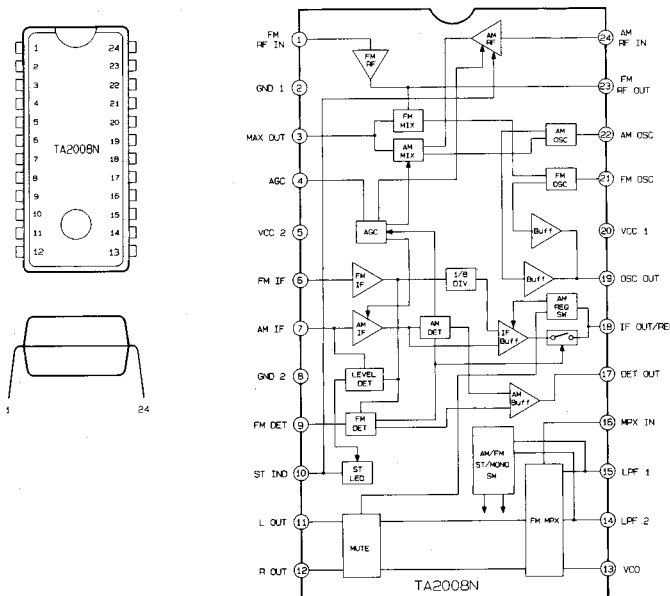 1 24
2 23
3 22
4 21
5 20
6 19
7 18
8 17
9 16
10 15
11 14
12 13
TA2008N
1 24
FM RF IN 1
GND 1 2
MAX OUT 3
AGC 4
VCC 2 5
FM IF 6
AM IF 7
GND 2 8
FM DET 9
ST IND 10
L OUT 11
R OUT 12
24 AM RF IN
23 FM RF OUT
22 AM OSC
21 FM OSC
20 VCC 1
19 OSC OUT
18 IF OUT/RE
17 DET OUT
16 MPX IN
15 LPF 1
14 LPF 2
13 VCO
FM RF
AM RF
FM MIX
AM MIX
AM OSC
FM OSC
AGC
Buff
Buff
FM IF
1/8 DIV
AM REQ SW
AM IF
AM DET
IF Buff
LEVEL DET
AM Buff
FM DET
ST LED
AM/FM ST/MONO SW
MUTE
FM MPX
TA2008N